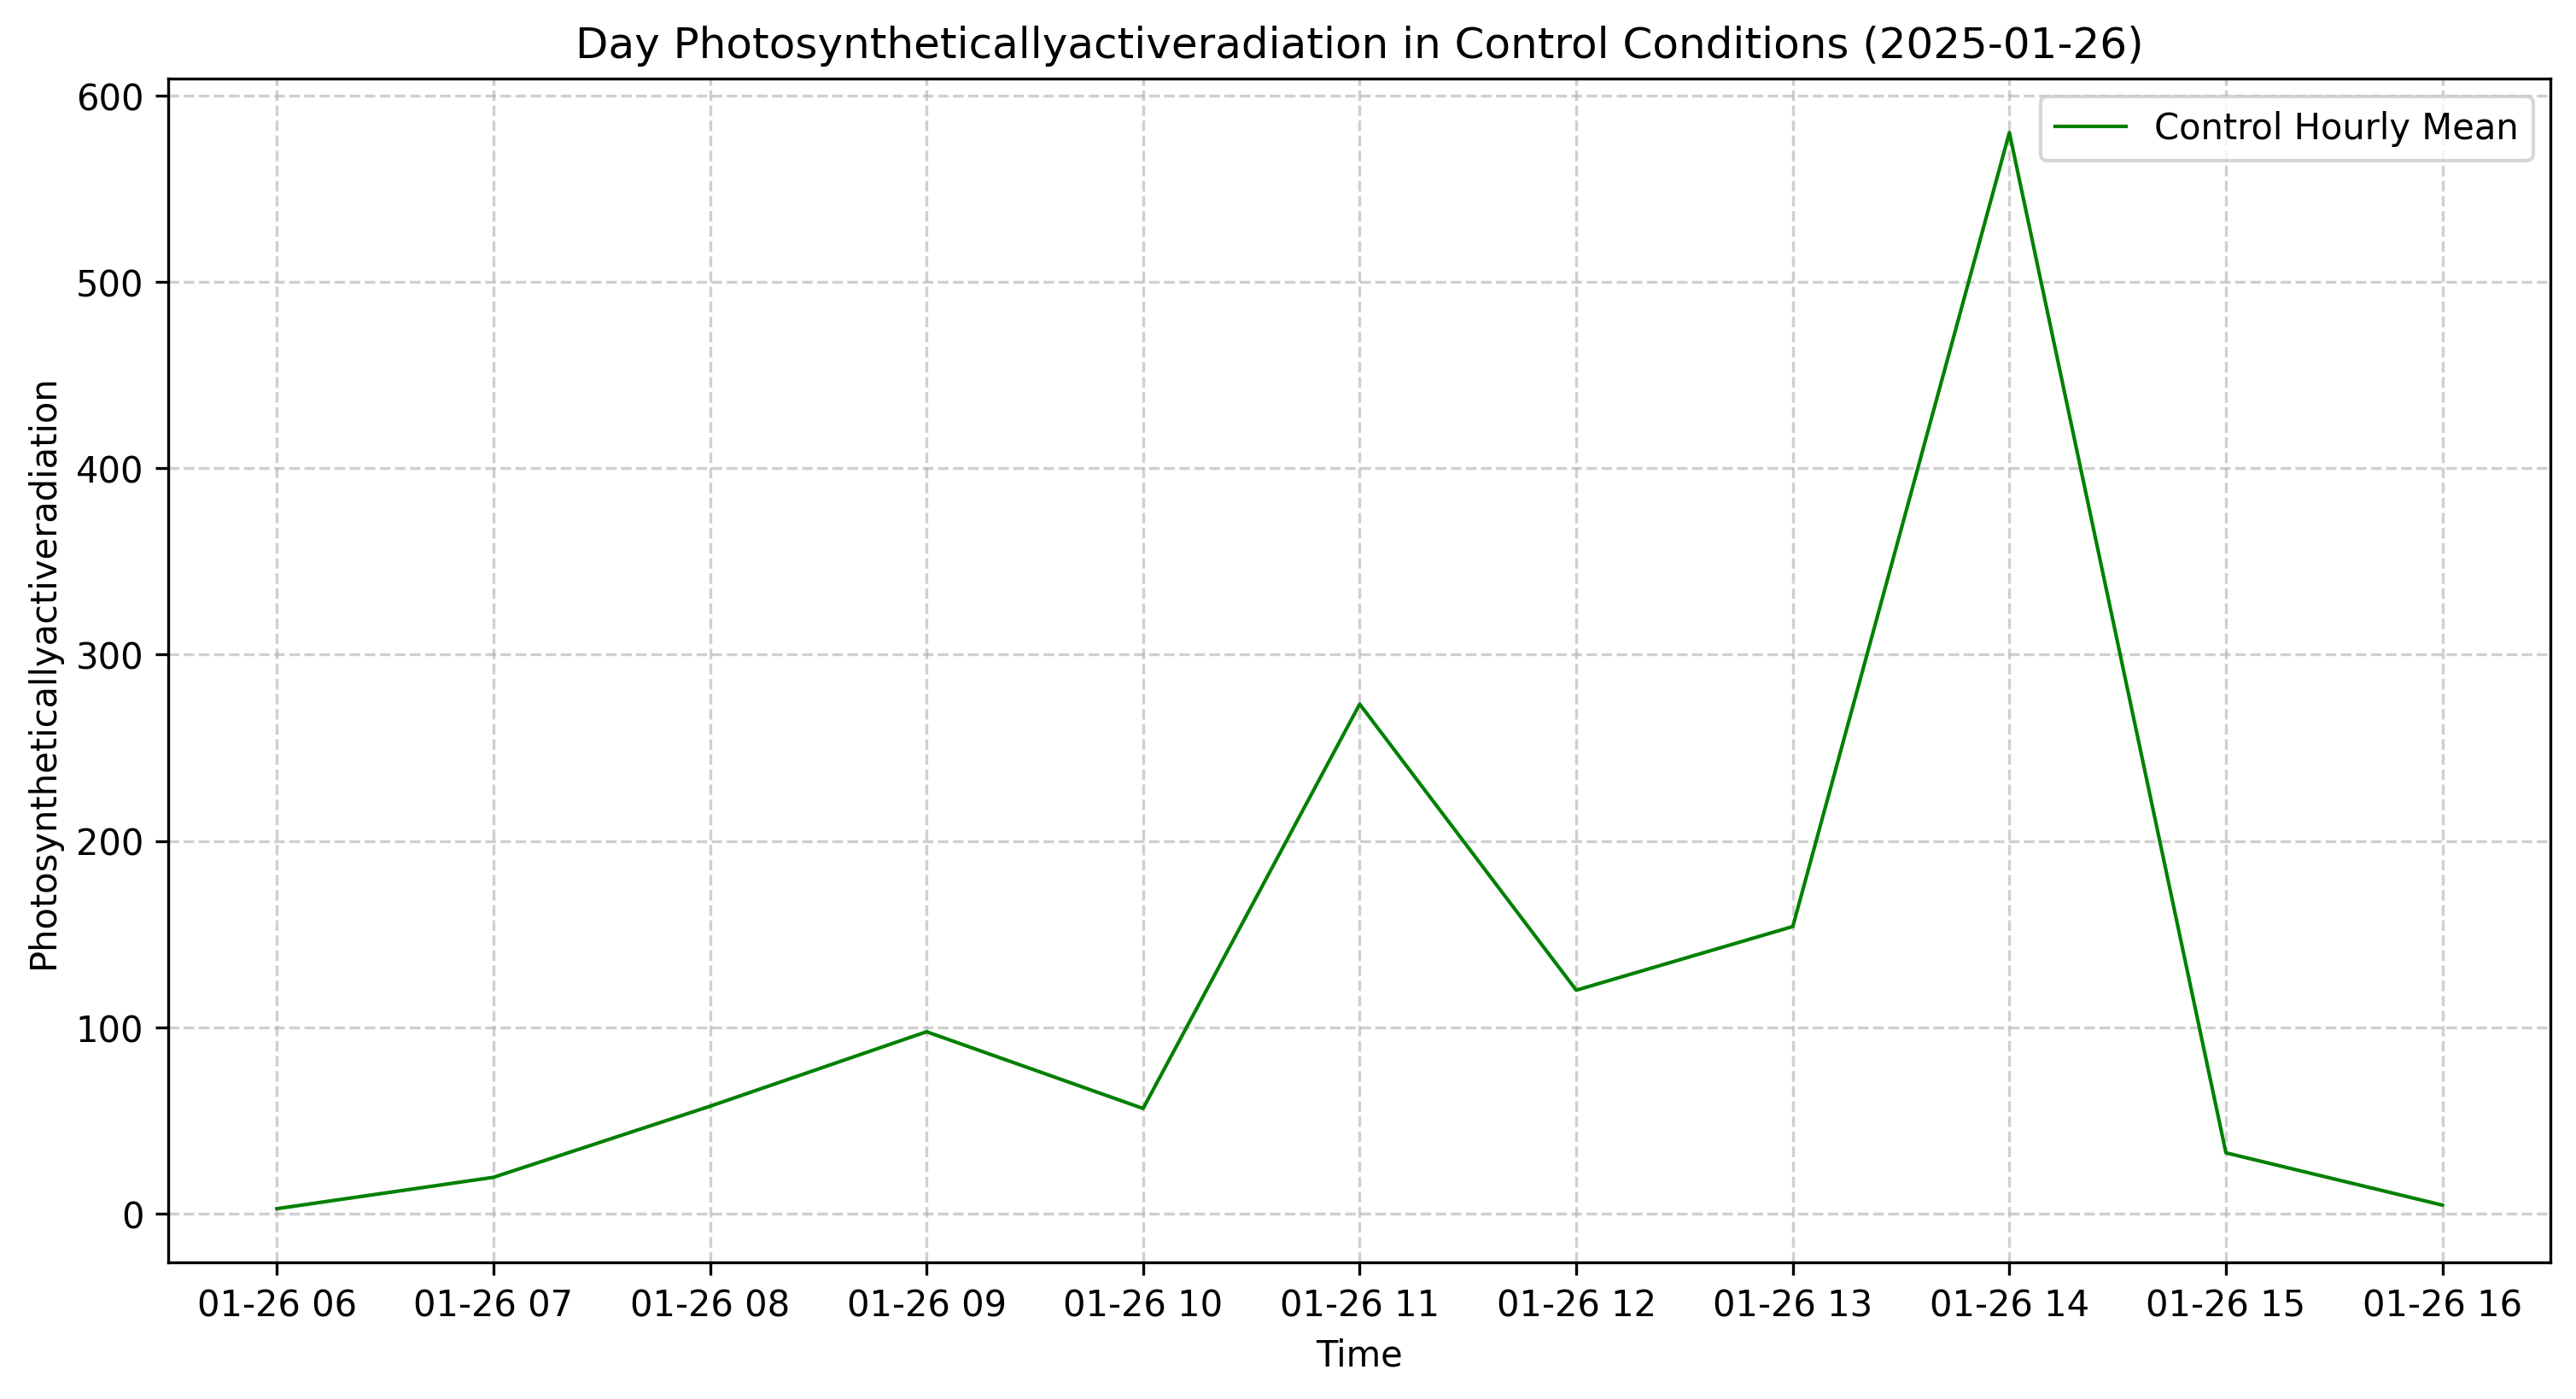 Day Photosyntheticallyactiveradiation in Control Conditions (2025-01-26)
Control Hourly Mean
Photosyntheticallyactiveradiation
600
500
400
300
200
100
0
01-26 06 01-26 07 01-26 08 01-26 09 01-26 10 01-26 11 01-26 12 01-26 13 01-26 14 01-26 15 01-26 16
Time